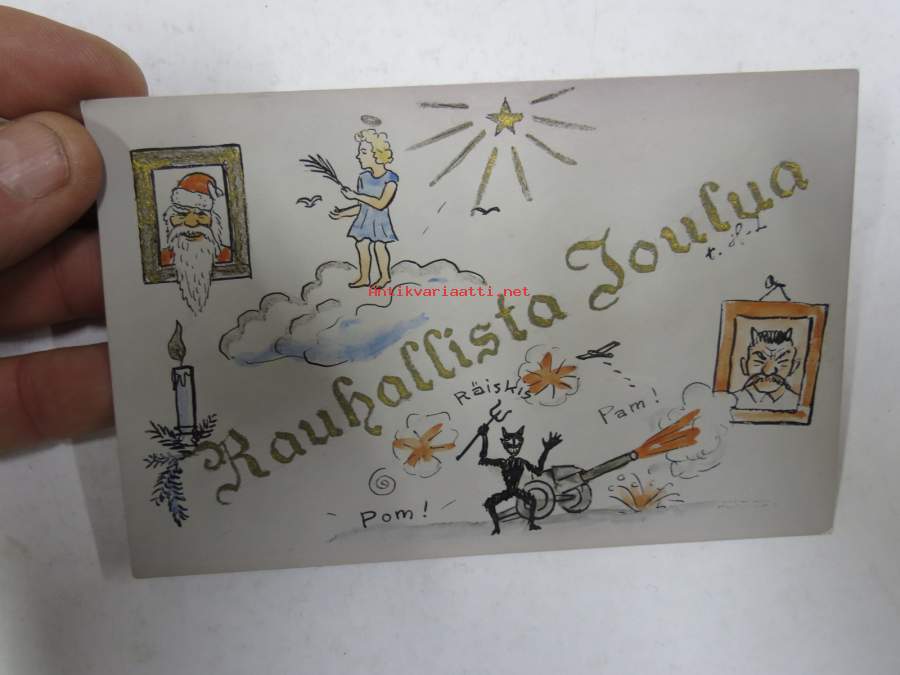 Rauhallista Joulua
Antikvariaatti.net
Räiskis
Pam!
Pom!